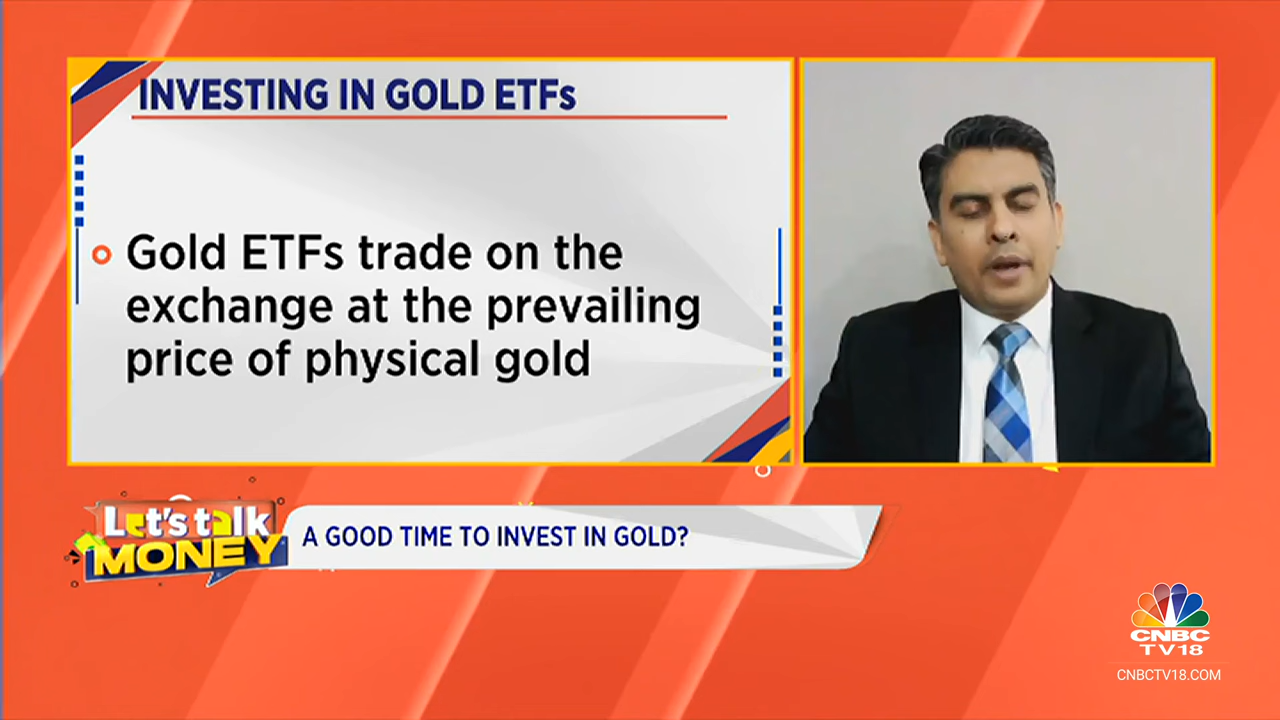 INVESTING IN GOLD ETFs
Gold ETFs trade on the
exchange at the prevailing
price of physical gold
Let's talk
MONEY
A GOOD TIME TO INVEST IN GOLD?
CNBC
TV18
CNBCTV18.COM